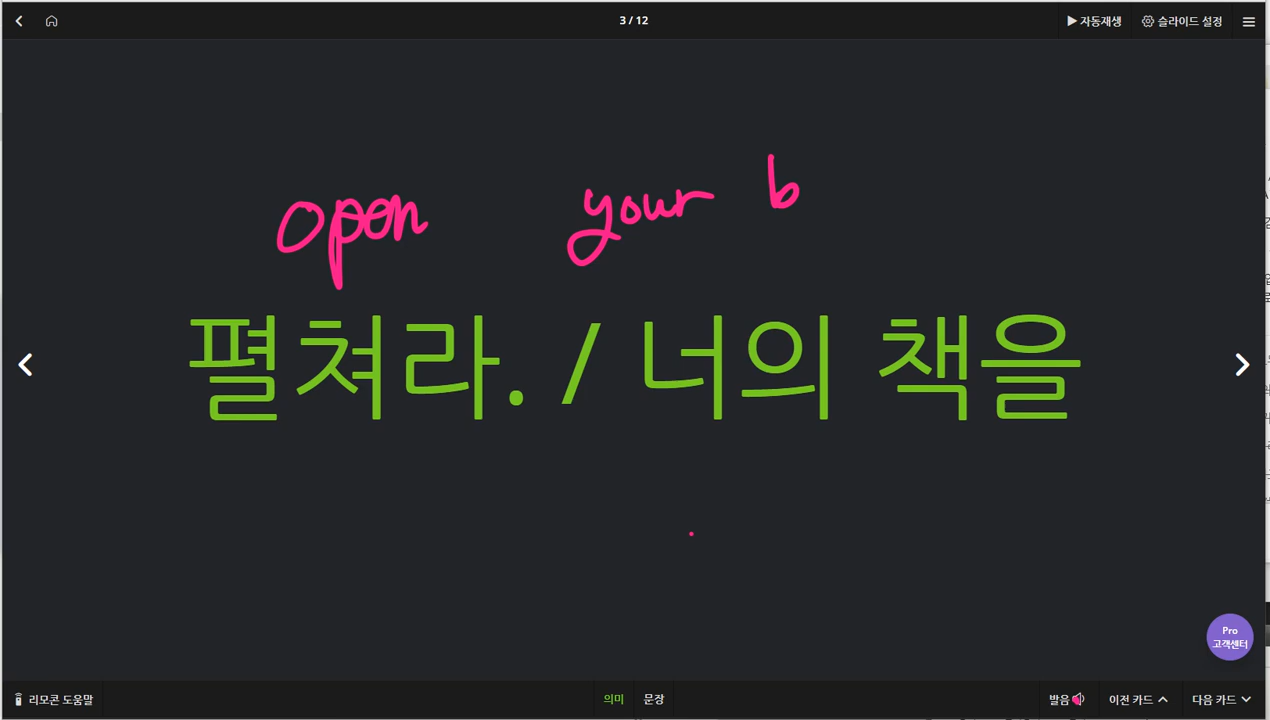 3 / 12
자동재생
슬라이드 설정
open your b
펼쳐라. / 너의 책을
Pro
고객센터
리모콘 도움말
의미
문장
발음
이전 카드
다음 카드